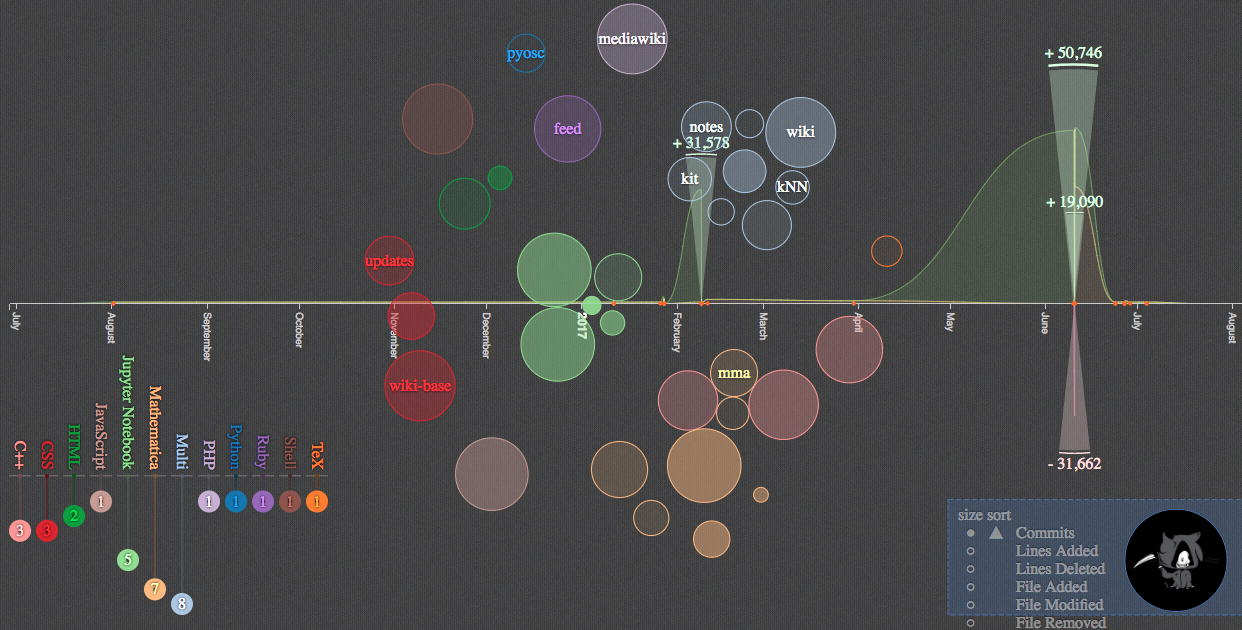 mediawiki
pyosc
+ 50,746
feed
notes
wiki
+ 31,578
kit
kNN
+ 19,090
updates
July
August
September
October
November
December
2017
February
March
April
May
June
July
August
mma
wiki-base
- 31,662
C++
CSS
HTML
JavaScript
Jupyter Notebook
Mathematica
Multi
PHP
Python
Ruby
Shell
TeX
3
3
2
1
5
7
8
1
1
1
1
1
size sort
Commits
Lines Added
Lines Deleted
File Added
File Modified
File Removed